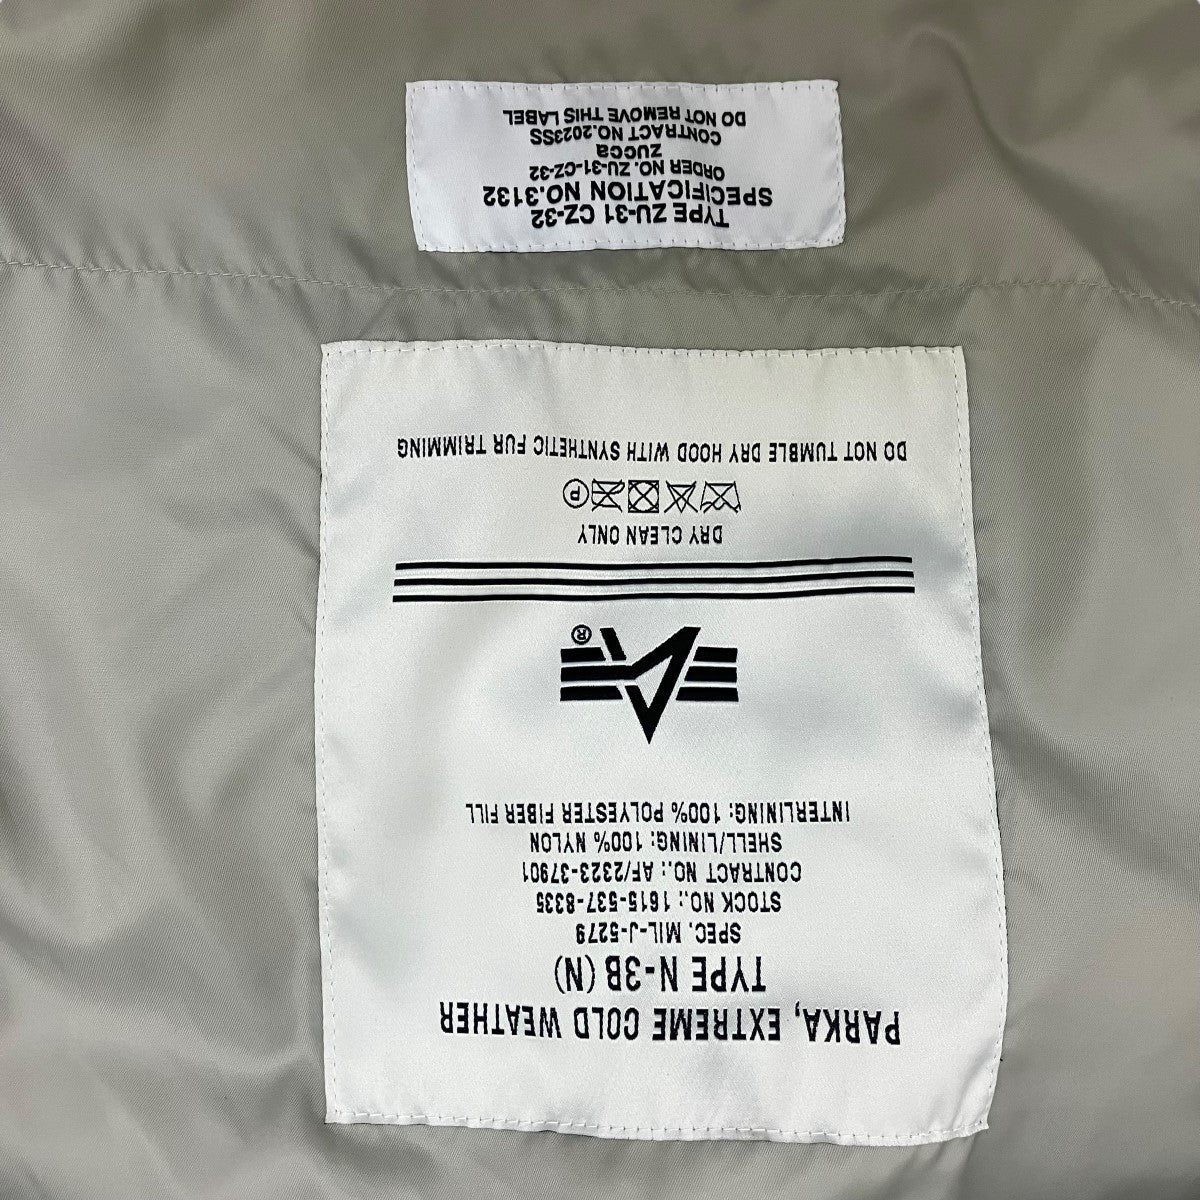 PARKA, EXTREME COLD WEATHER
TYPE N-3B (N)
SPEC. MIL-J-5279
STOCK NO.: 1615-537-8335
CONTRACT NO.: AF/2323-37901
SHELL/LINING: 100% NYLON
INTERLINING: 100% POLYESTER FIBER FILL
®
DRY CLEAN ONLY
P
DO NOT TUMBLE DRY HOOD WITH SYNTHETIC FUR TRIMMING
TYPE ZU-31 CZ-32
SPECIFICATION NO.3132
ORDER NO. ZU-31-CZ-32
zucca
CONTRACT NO.2023SS
DO NOT REMOVE THIS LABEL